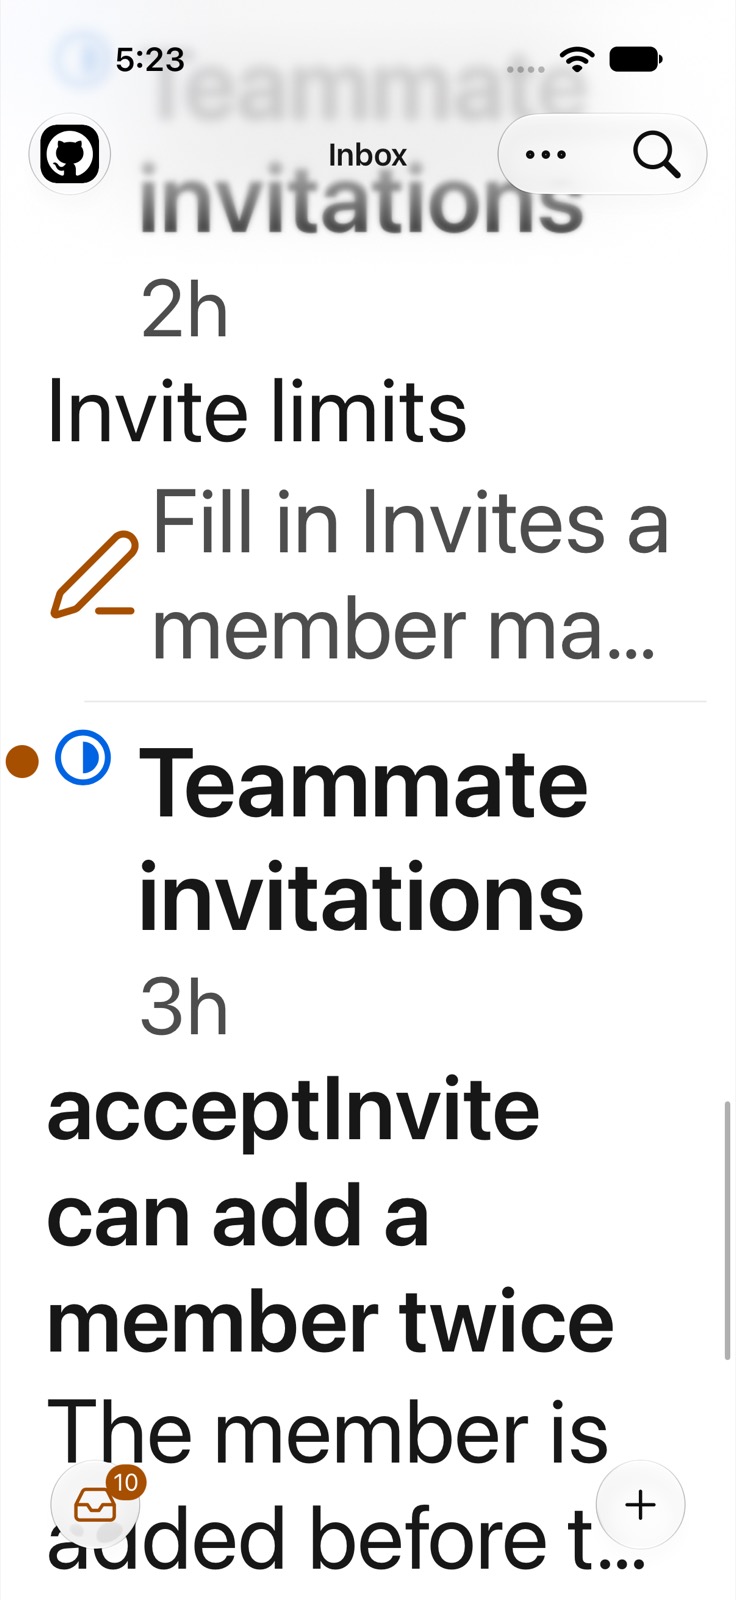 5:23
Teammate
Inbox
invitations
2h
Invite limits
Fill in Invites a
member ma...
Teammate
invitations
3h
acceptInvite
can add a
member twice
The member is
added before t...
10